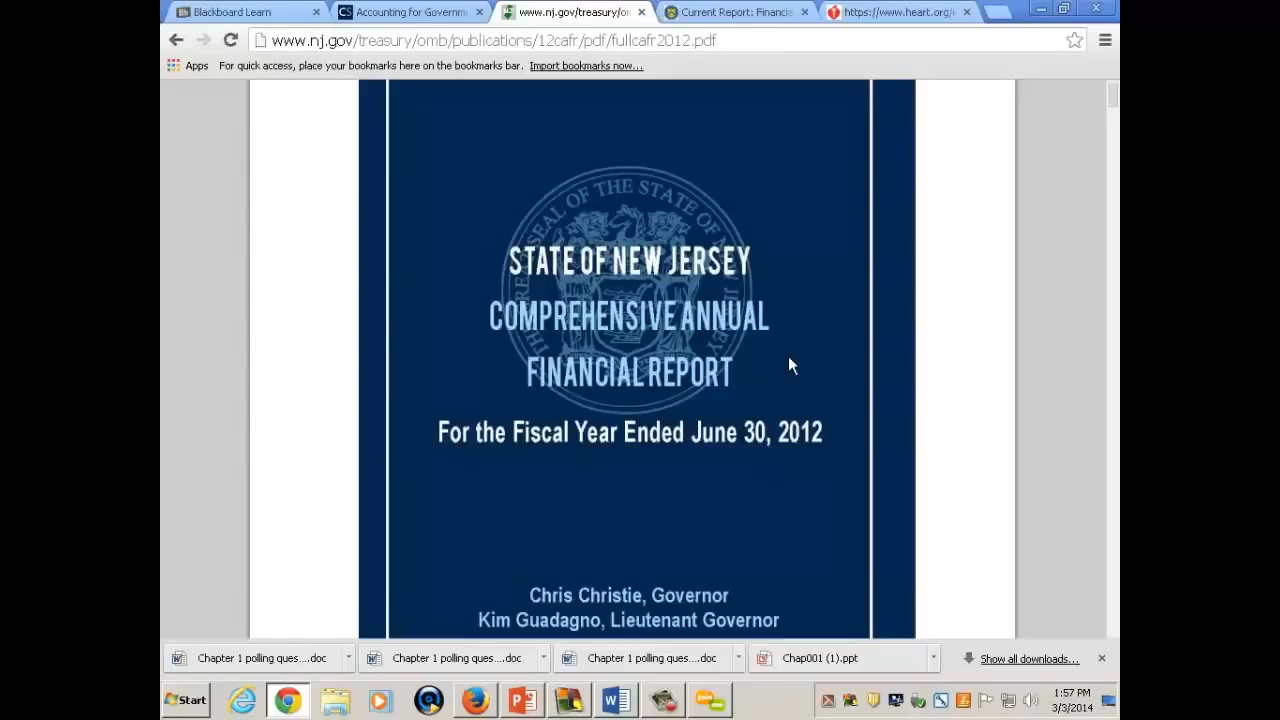 Blackboard Learn
Accounting for Governm
www.nj.gov/treasury/on
Current Report: Financi
https://www.heart.org/
www.nj.gov/treasury/omb/publications/12cafr/pdf/fullcafr2012.pdf
Apps For quick access, place your bookmarks here on the bookmarks bar. Import bookmarks now...
THE STATE OF
STATE OF NEW JERSEY
COMPREHENSIVE ANNUAL
FINANCIAL REPORT
For the Fiscal Year Ended June 30, 2012
Chris Christie, Governor
Kim Guadagno, Lieutenant Governor
Chapter 1 polling ques....doc
Chapter 1 polling ques....doc
Chapter 1 polling ques....doc
Chap001 (1).ppt
Show all downloads...
Start
1:57 PM
3/3/2014